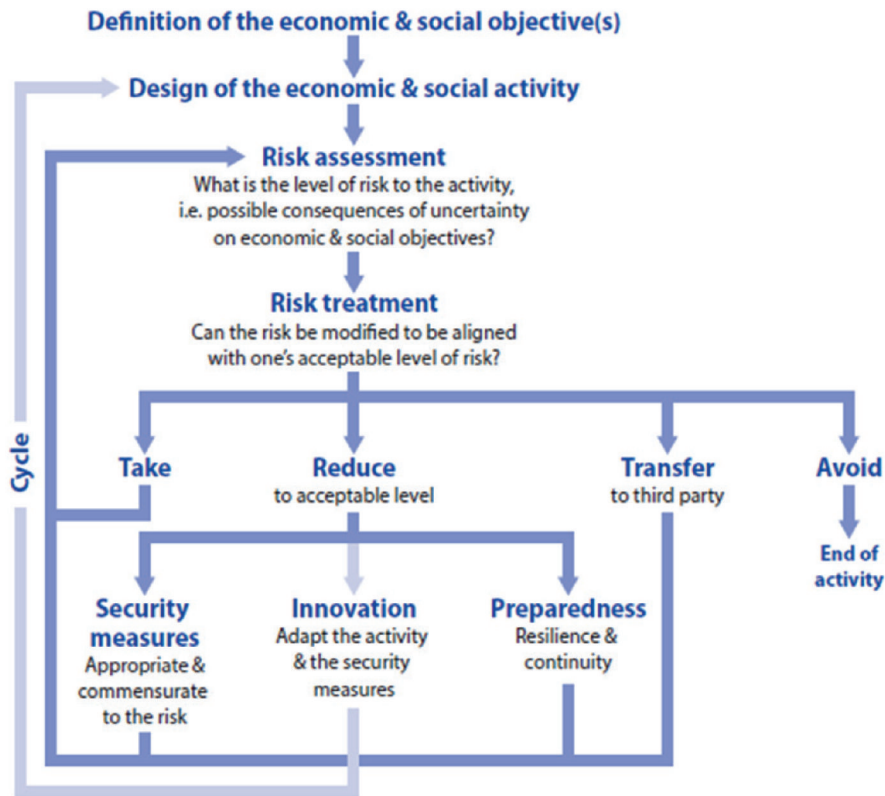 Definition of the economic & social objective(s)
Design of the economic & social activity
Risk assessment
What is the level of risk to the activity,
i.e. possible consequences of uncertainty
on economic & social objectives?
Risk treatment
Can the risk be modified to be aligned
with one's acceptable level of risk?
Cycle
Take
Reduce
to acceptable level
Transfer
to third party
Avoid
End of
activity
Security
measures
Appropriate &
commensurate
to the risk
Innovation
Adapt the activity
& the security
measures
Preparedness
Resilience &
continuity